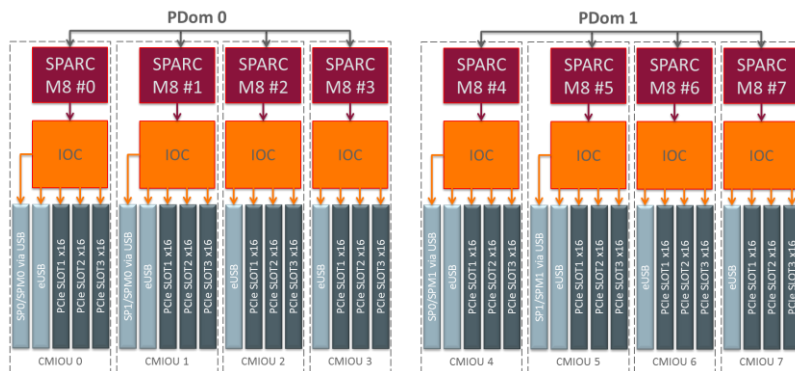 PDom 0
SPARC
M8 #0
SPARC
M8 #1
SPARC
M8 #2
SPARC
M8 #3
IOC
IOC
IOC
IOC
SP0/SPM0 via USB
eUSB
PCIe SLOT1 x16
PCIe SLOT2 x16
PCIe SLOT3 x16
SP1/SPM0 via USB
eUSB
PCIe SLOT1 x16
PCIe SLOT2 x16
PCIe SLOT3 x16
eUSB
PCIe SLOT1 x16
PCIe SLOT2 x16
PCIe SLOT3 x16
eUSB
PCIe SLOT1 x16
PCIe SLOT2 x16
PCIe SLOT3 x16
CMIOU 0
CMIOU 1
CMIOU 2
CMIOU 3
PDom 1
SPARC
M8 #4
SPARC
M8 #5
SPARC
M8 #6
SPARC
M8 #7
IOC
IOC
IOC
IOC
SP0/SPM1 via USB
eUSB
PCIe SLOT1 x16
PCIe SLOT2 x16
PCIe SLOT3 x16
SP1/SPM1 via USB
eUSB
PCIe SLOT1 x16
PCIe SLOT2 x16
PCIe SLOT3 x16
eUSB
PCIe SLOT1 x16
PCIe SLOT2 x16
PCIe SLOT3 x16
eUSB
PCIe SLOT1 x16
PCIe SLOT2 x16
PCIe SLOT3 x16
CMIOU 4
CMIOU 5
CMIOU 6
CMIOU 7